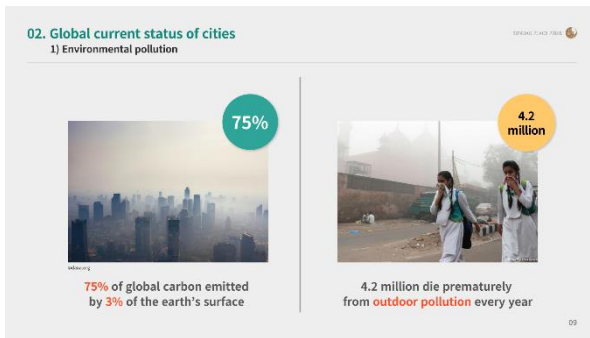 02. Global current status of cities
1) Environmental pollution
75%
4.2
million
75% of global carbon emitted
by 3% of the earth's surface
4.2 million die prematurely
from outdoor pollution every year
09